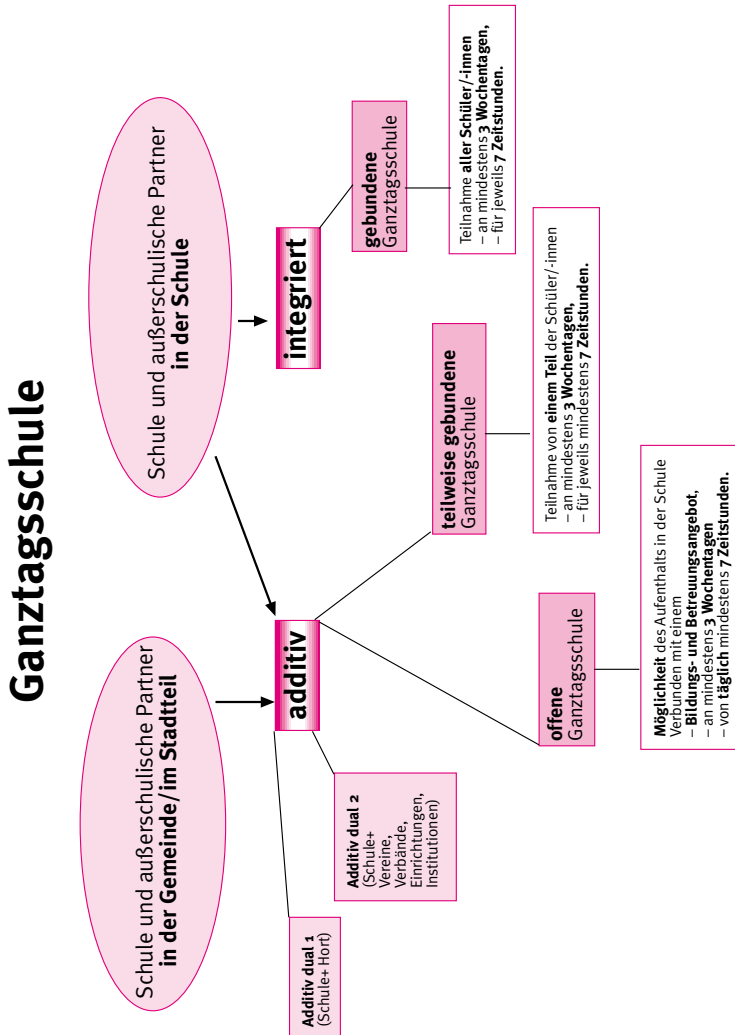 Ganztagsschule
Schule und außerschulische Partner
in der Gemeinde/im Stadtteil
Schule und außerschulische Partner
in der Schule
additiv
integriert
Additiv dual 1
(Schule+ Hort)
Additiv dual 2
(Schule+
Vereine,
Verbände,
Einrichtungen,
Institutionen)
offene
Ganztagsschule
teilweise gebundene
Ganztagsschule
gebundene
Ganztagsschule
Möglichkeit des Aufenthalts in der Schule
Verbunden mit einem
– Bildungs- und Betreuungsangebot,
– an mindestens 3 Wochentagen
– von täglich mindestens 7 Zeitstunden.
Teilnahme von einem Teil der Schüler/-innen
– an mindestens 3 Wochentagen,
– für jeweils mindestens 7 Zeitstunden.
Teilnahme aller Schüler/-innen
– an mindestens 3 Wochentagen,
– für jeweils 7 Zeitstunden.